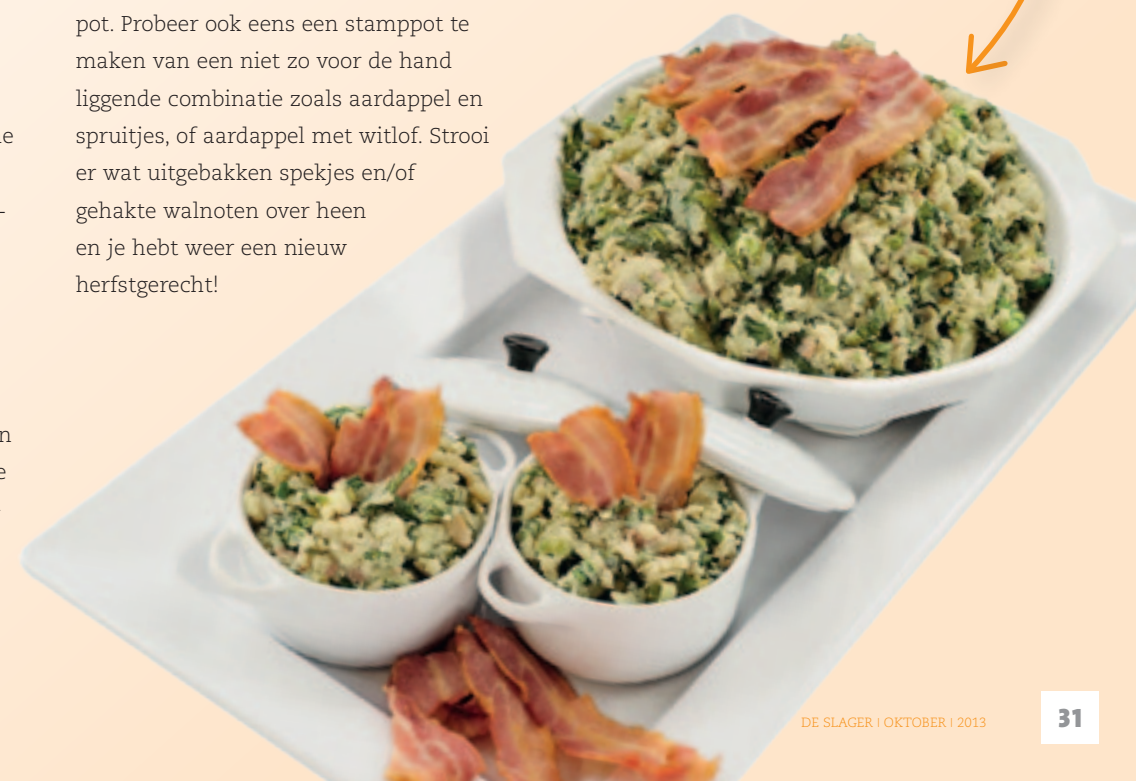 pot. Probeer ook eens een stamppot te
maken van een niet zo voor de hand
liggende combinatie zoals aardappel en
spruitjes, of aardappel met witlof. Strooi
er wat uitgebakken spekjes en/of
gehakte walnoten over heen
en je hebt weer een nieuw
herfstgerecht!
DE SLAGER | OKTOBER | 2013
31